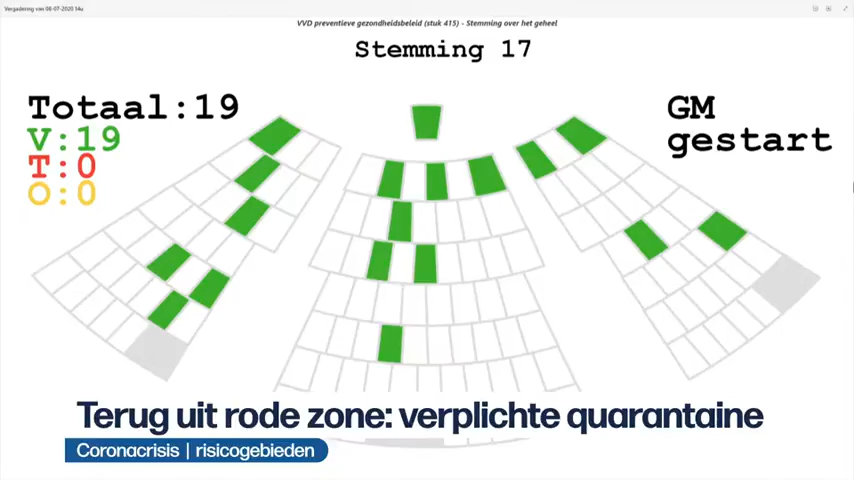 Vergadering van 08-07-2020 14u
VVD preventieve gezondheidsbeleid (stuk 415) - Stemming over het geheel
Stemming 17
Totaal:19
V:19
T:0
O:0
GM
gestart
Terug uit rode zone: verplichte quarantaine
Coronacrisis | risicogebieden